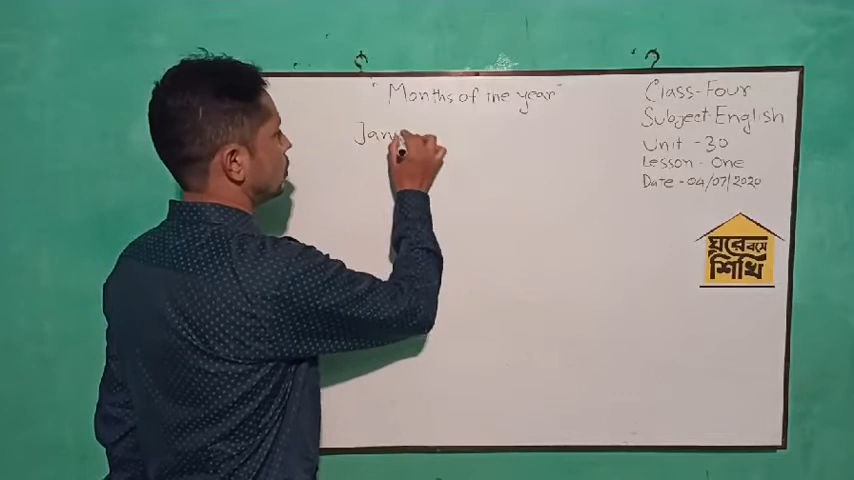 "Months of the year"
Janu
Class-Four
Subject-English
Unit - 30
Lesson - One
Date - 04/07/2020
ঘরে বসে
শিখি